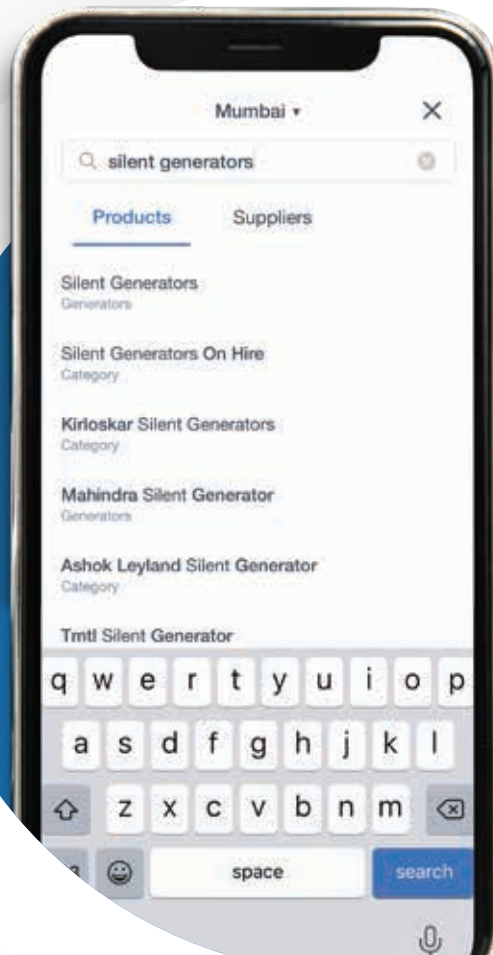 Mumbai ▾ ✕
silent generators
Products Suppliers
Silent Generators
Generators
Silent Generators On Hire
Category
Kirloskar Silent Generators
Category
Mahindra Silent Generator
Generators
Ashok Leyland Silent Generator
Category
Tmtl Silent Generator
q w e r t y u i o p
a s d f g h j k l
z x c v b n m
space search